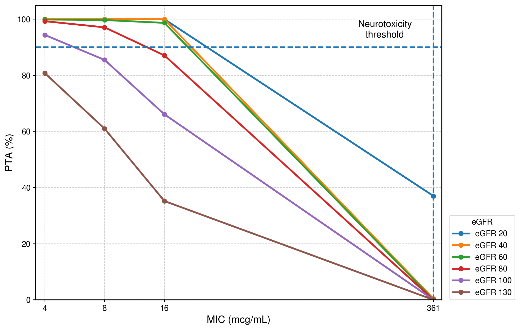 100
80
60
40
20
0
PTA (%)
Neurotoxicity
threshold
4
8
16
361
MIC (mcg/mL)
eGFR
eGFR 20
eGFR 40
eGFR 60
eGFR 80
eGFR 100
eGFR 130